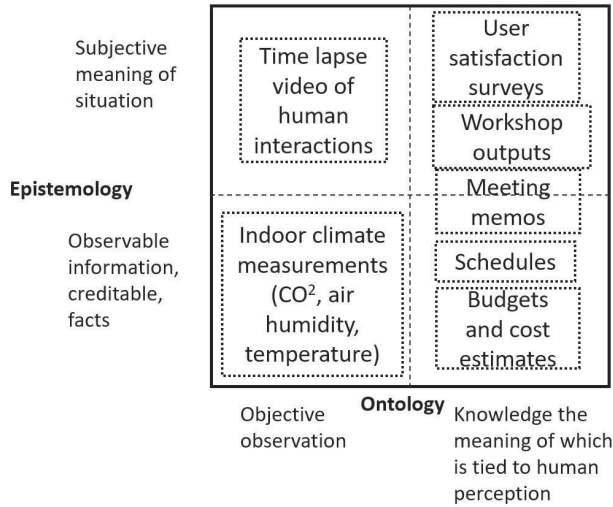 Subjective
meaning of
situation
Time lapse
video of
human
interactions
User
satisfaction
surveys
Workshop
outputs
Epistemology
Meeting
memos
Observable
information,
creditable,
facts
Indoor climate
measurements
(CO², air
humidity,
temperature)
Schedules
Budgets
and cost
estimates
Objective
observation
Ontology
Knowledge the
meaning of which
is tied to human
perception